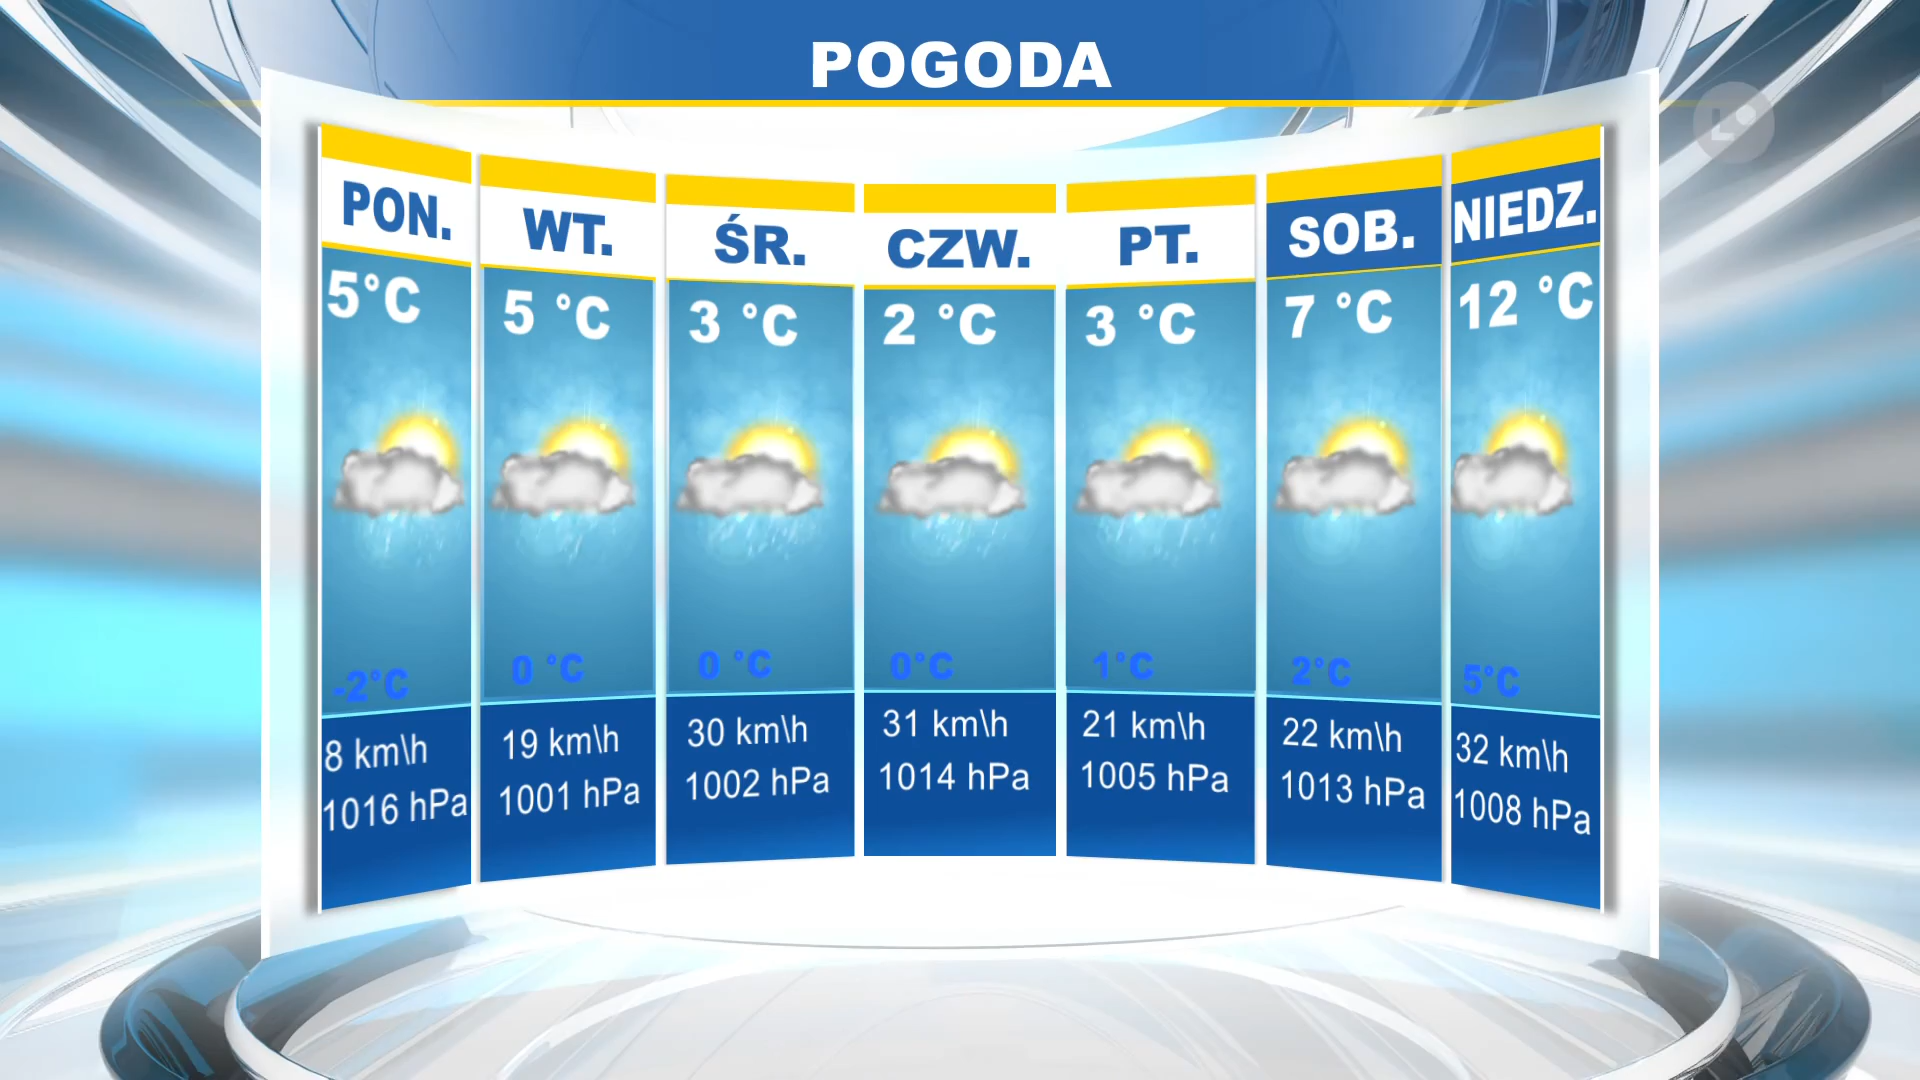 POGODA
PON.
5°C
-2°C
8 km\h
1016 hPa
WT.
5 °C
0 °C
19 km\h
1001 hPa
ŚR.
3 °C
0 °C
30 km\h
1002 hPa
CZW.
2 °C
0°C
31 km\h
1014 hPa
PT.
3 °C
1°C
21 km\h
1005 hPa
SOB.
7 °C
2°C
22 km\h
1013 hPa
NIEDZ.
12 °C
5°C
32 km\h
1008 hPa
L